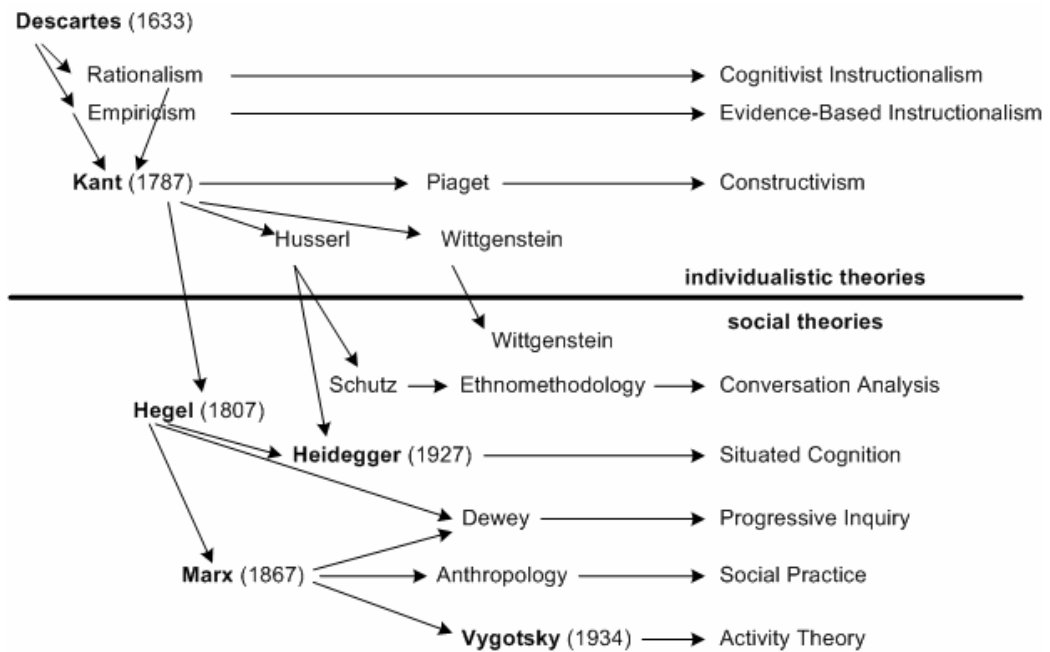 Descartes (1633)
Rationalism Cognitivist Instructionalism
Empiricism Evidence-Based Instructionalism
Kant (1787) Piaget Constructivism
Husserl Wittgenstein
individualistic theories
social theories
Wittgenstein
Schutz Ethnomethodology Conversation Analysis
Hegel (1807)
Heidegger (1927) Situated Cognition
Dewey Progressive Inquiry
Marx (1867) Anthropology Social Practice
Vygotsky (1934) Activity Theory